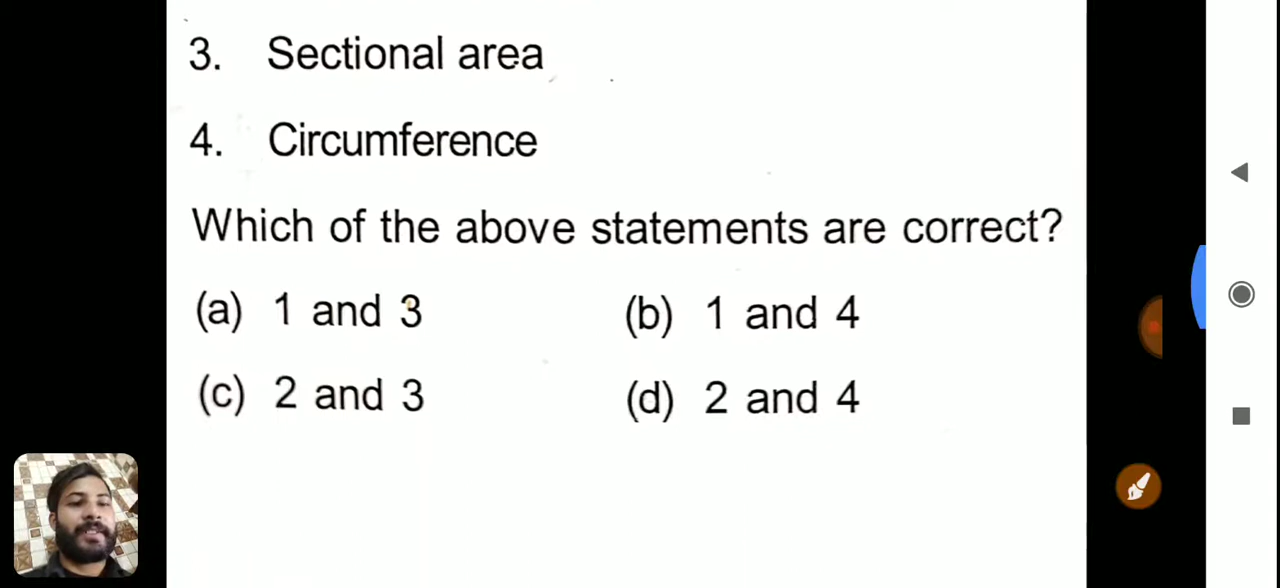 3. Sectional area
4. Circumference
Which of the above statements are correct?
(a) 1 and 3 (b) 1 and 4
(c) 2 and 3 (d) 2 and 4